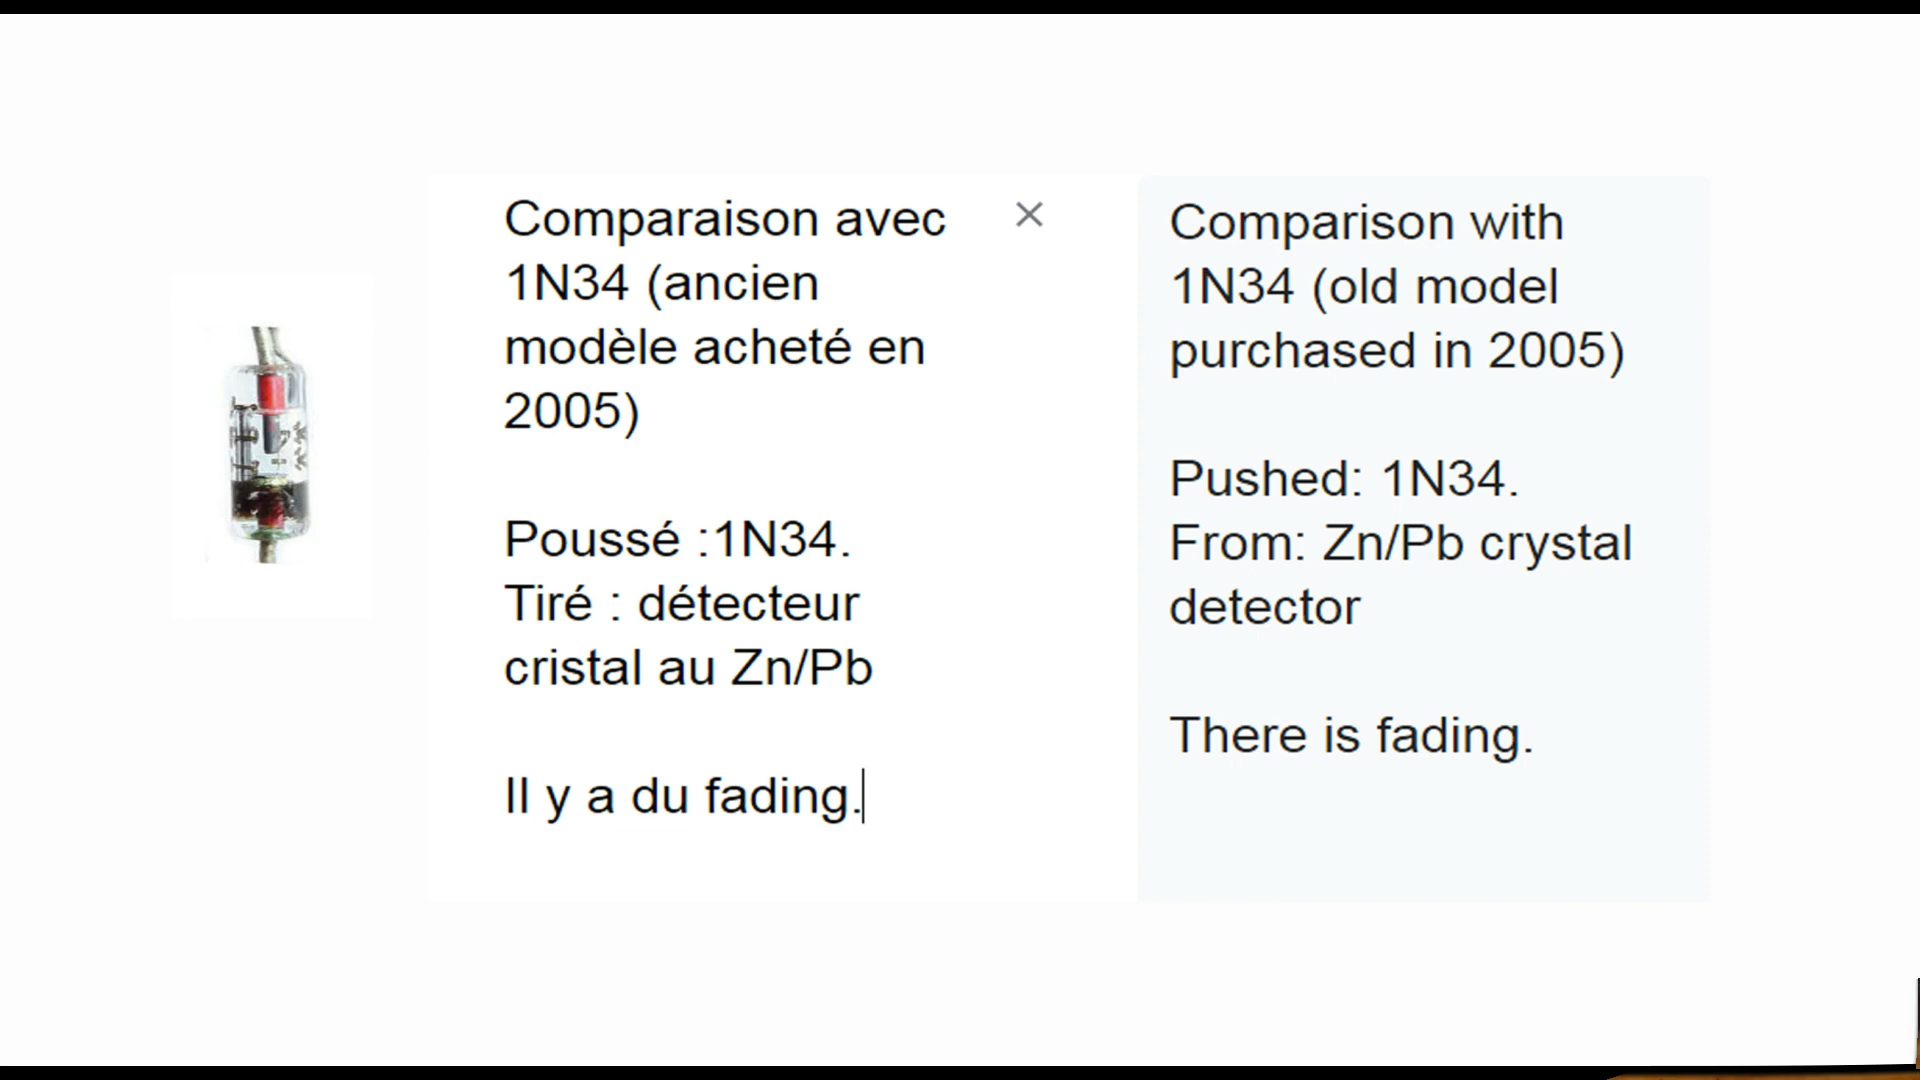 Comparaison avec
1N34 (ancien
modèle acheté en
2005)
Poussé :1N34.
Tiré : détecteur
cristal au Zn/Pb
Il y a du fading.
Comparison with
1N34 (old model
purchased in 2005)
Pushed: 1N34.
From: Zn/Pb crystal
detector
There is fading.